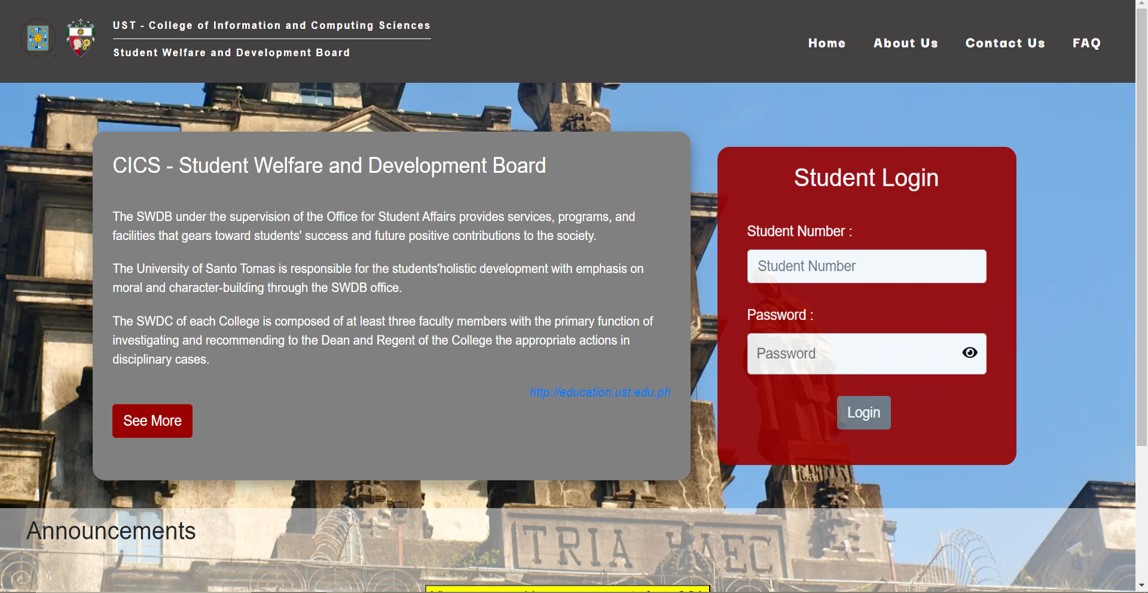 UST - College of Information and Computing Sciences
Student Welfare and Development Board
Home About Us Contact Us FAQ
CICS - Student Welfare and Development Board
The SWDB under the supervision of the Office for Student Affairs provides services, programs, and
facilities that gears toward students' success and future positive contributions to the society.
The University of Santo Tomas is responsible for the students'holistic development with emphasis on
moral and character-building through the SWDB office.
The SWDC of each College is composed of at least three faculty members with the primary function of
investigating and recommending to the Dean and Regent of the College the appropriate actions in
disciplinary cases.
http://education.ust.edu.ph
See More
Student Login
Student Number :
Student Number
Password :
Password
Login
Announcements
TRIA HAEC